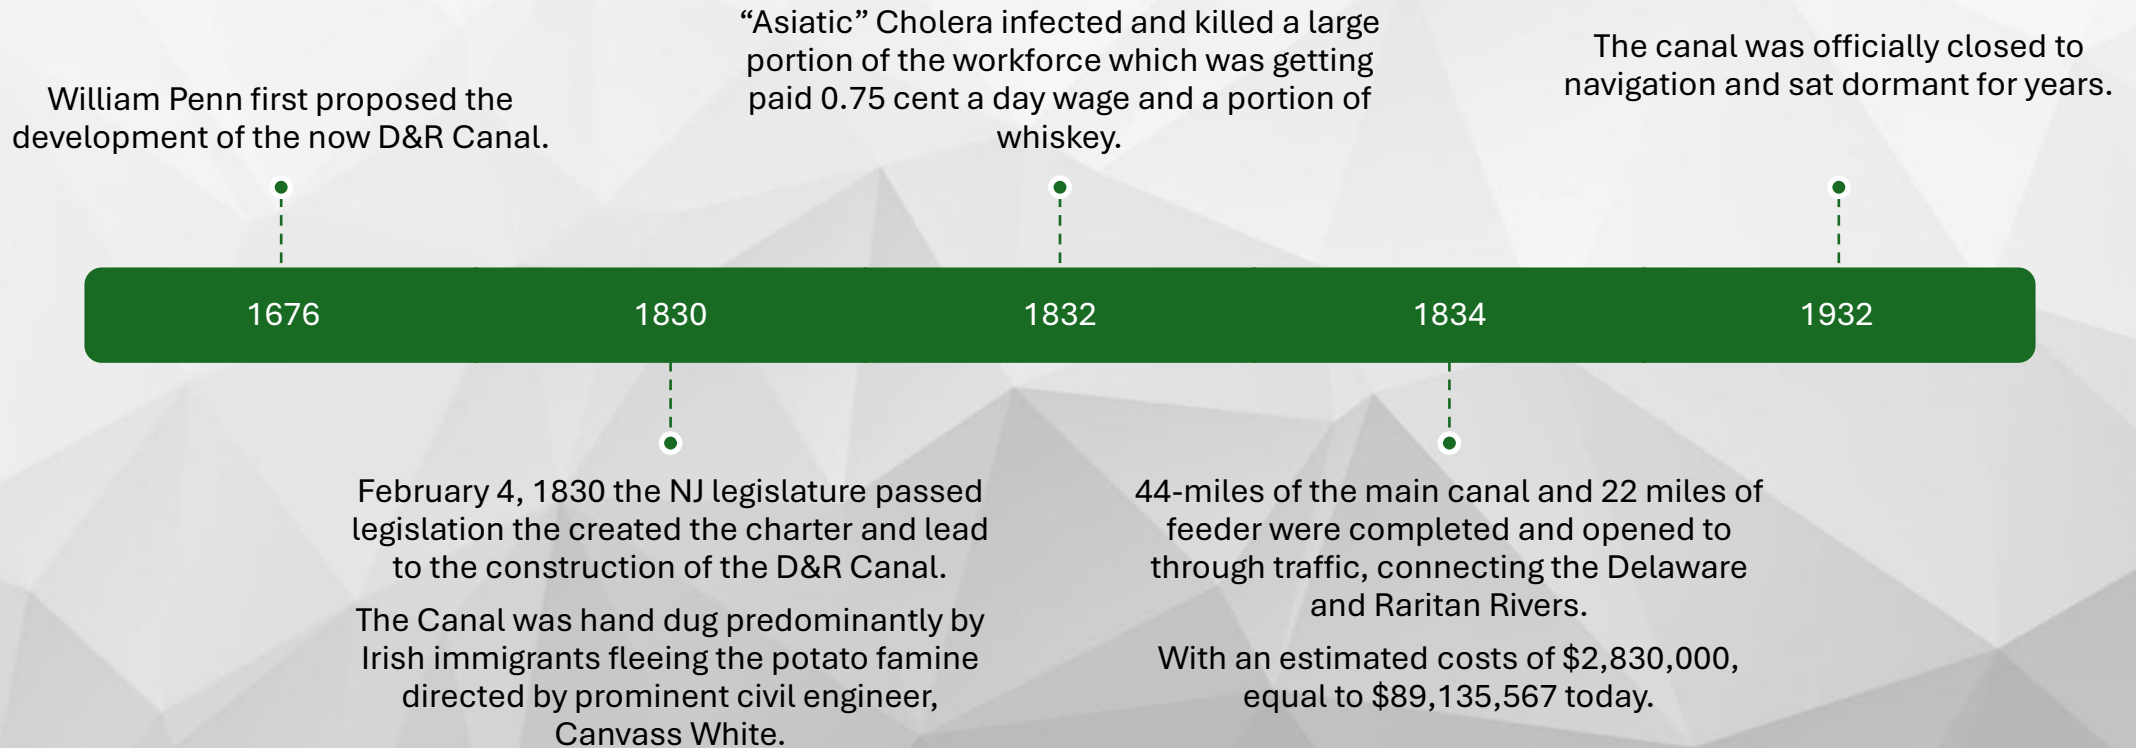 William Penn first proposed the
development of the now D&R Canal.
“Asiatic” Cholera infected and killed a large
portion of the workforce which was getting
paid 0.75 cent a day wage and a portion of
whiskey.
The canal was officially closed to
navigation and sat dormant for years.
1676
1830
1832
1834
1932
February 4, 1830 the NJ legislature passed
legislation the created the charter and lead
to the construction of the D&R Canal.
The Canal was hand dug predominantly by
Irish immigrants fleeing the potato famine
directed by prominent civil engineer,
Canvass White.
44-miles of the main canal and 22 miles of
feeder were completed and opened to
through traffic, connecting the Delaware
and Raritan Rivers.
With an estimated costs of $2,830,000,
equal to $89,135,567 today.